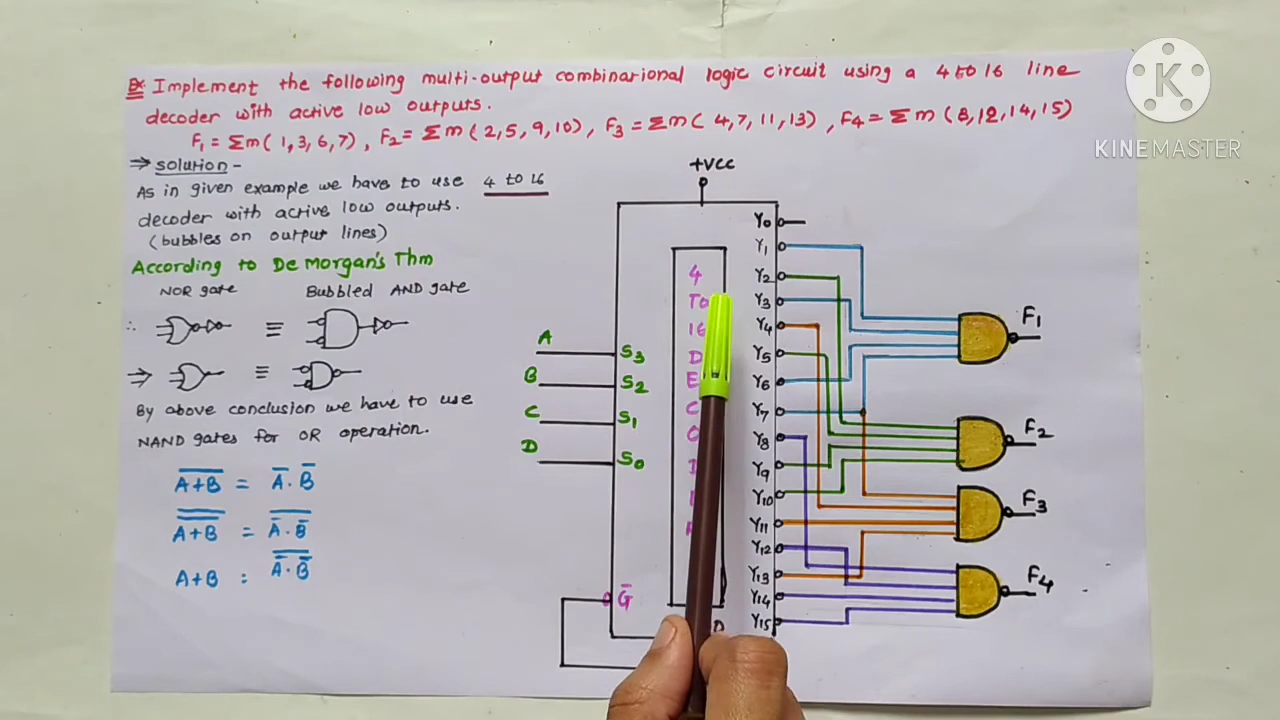 Ex. Implement the following multi-output combinational logic circuit using a 4 to 16 line
decoder with active low outputs.
F₁ = Σm( 1, 3, 6, 7) , F₂ = Σm( 2, 5, 9, 10) , F₃ = Σm( 4, 7, 11, 13) , F₄ = Σm (8, 12, 14, 15)
⇒ solution -
As in given example we have to use 4 to 16
decoder with active low outputs.
(bubbles on output lines)
According to De Morgan's Thm
NOR gate Bubbled AND gate
∴ ≡
⇒ ≡
By above conclusion we have to use
NAND gates for OR operation.
A̅+̅B̅ = A̅ . B̅
A̿+̿B̿ = A̿.̅B̿
A+B = A̿.̅B̿
+VCC
4
TO
16
D
E
C
O
A
B
C
D
S₃
S₂
S₁
S₀
G̅
Y₀
Y₁
Y₂
Y₃
Y₄
Y₅
Y₆
Y₇
Y₈
Y₉
Y₁₀
Y₁₁
Y₁₂
Y₁₃
Y₁₄
Y₁₅
F₁
F₂
F₃
F₄
K
KINEMASTER